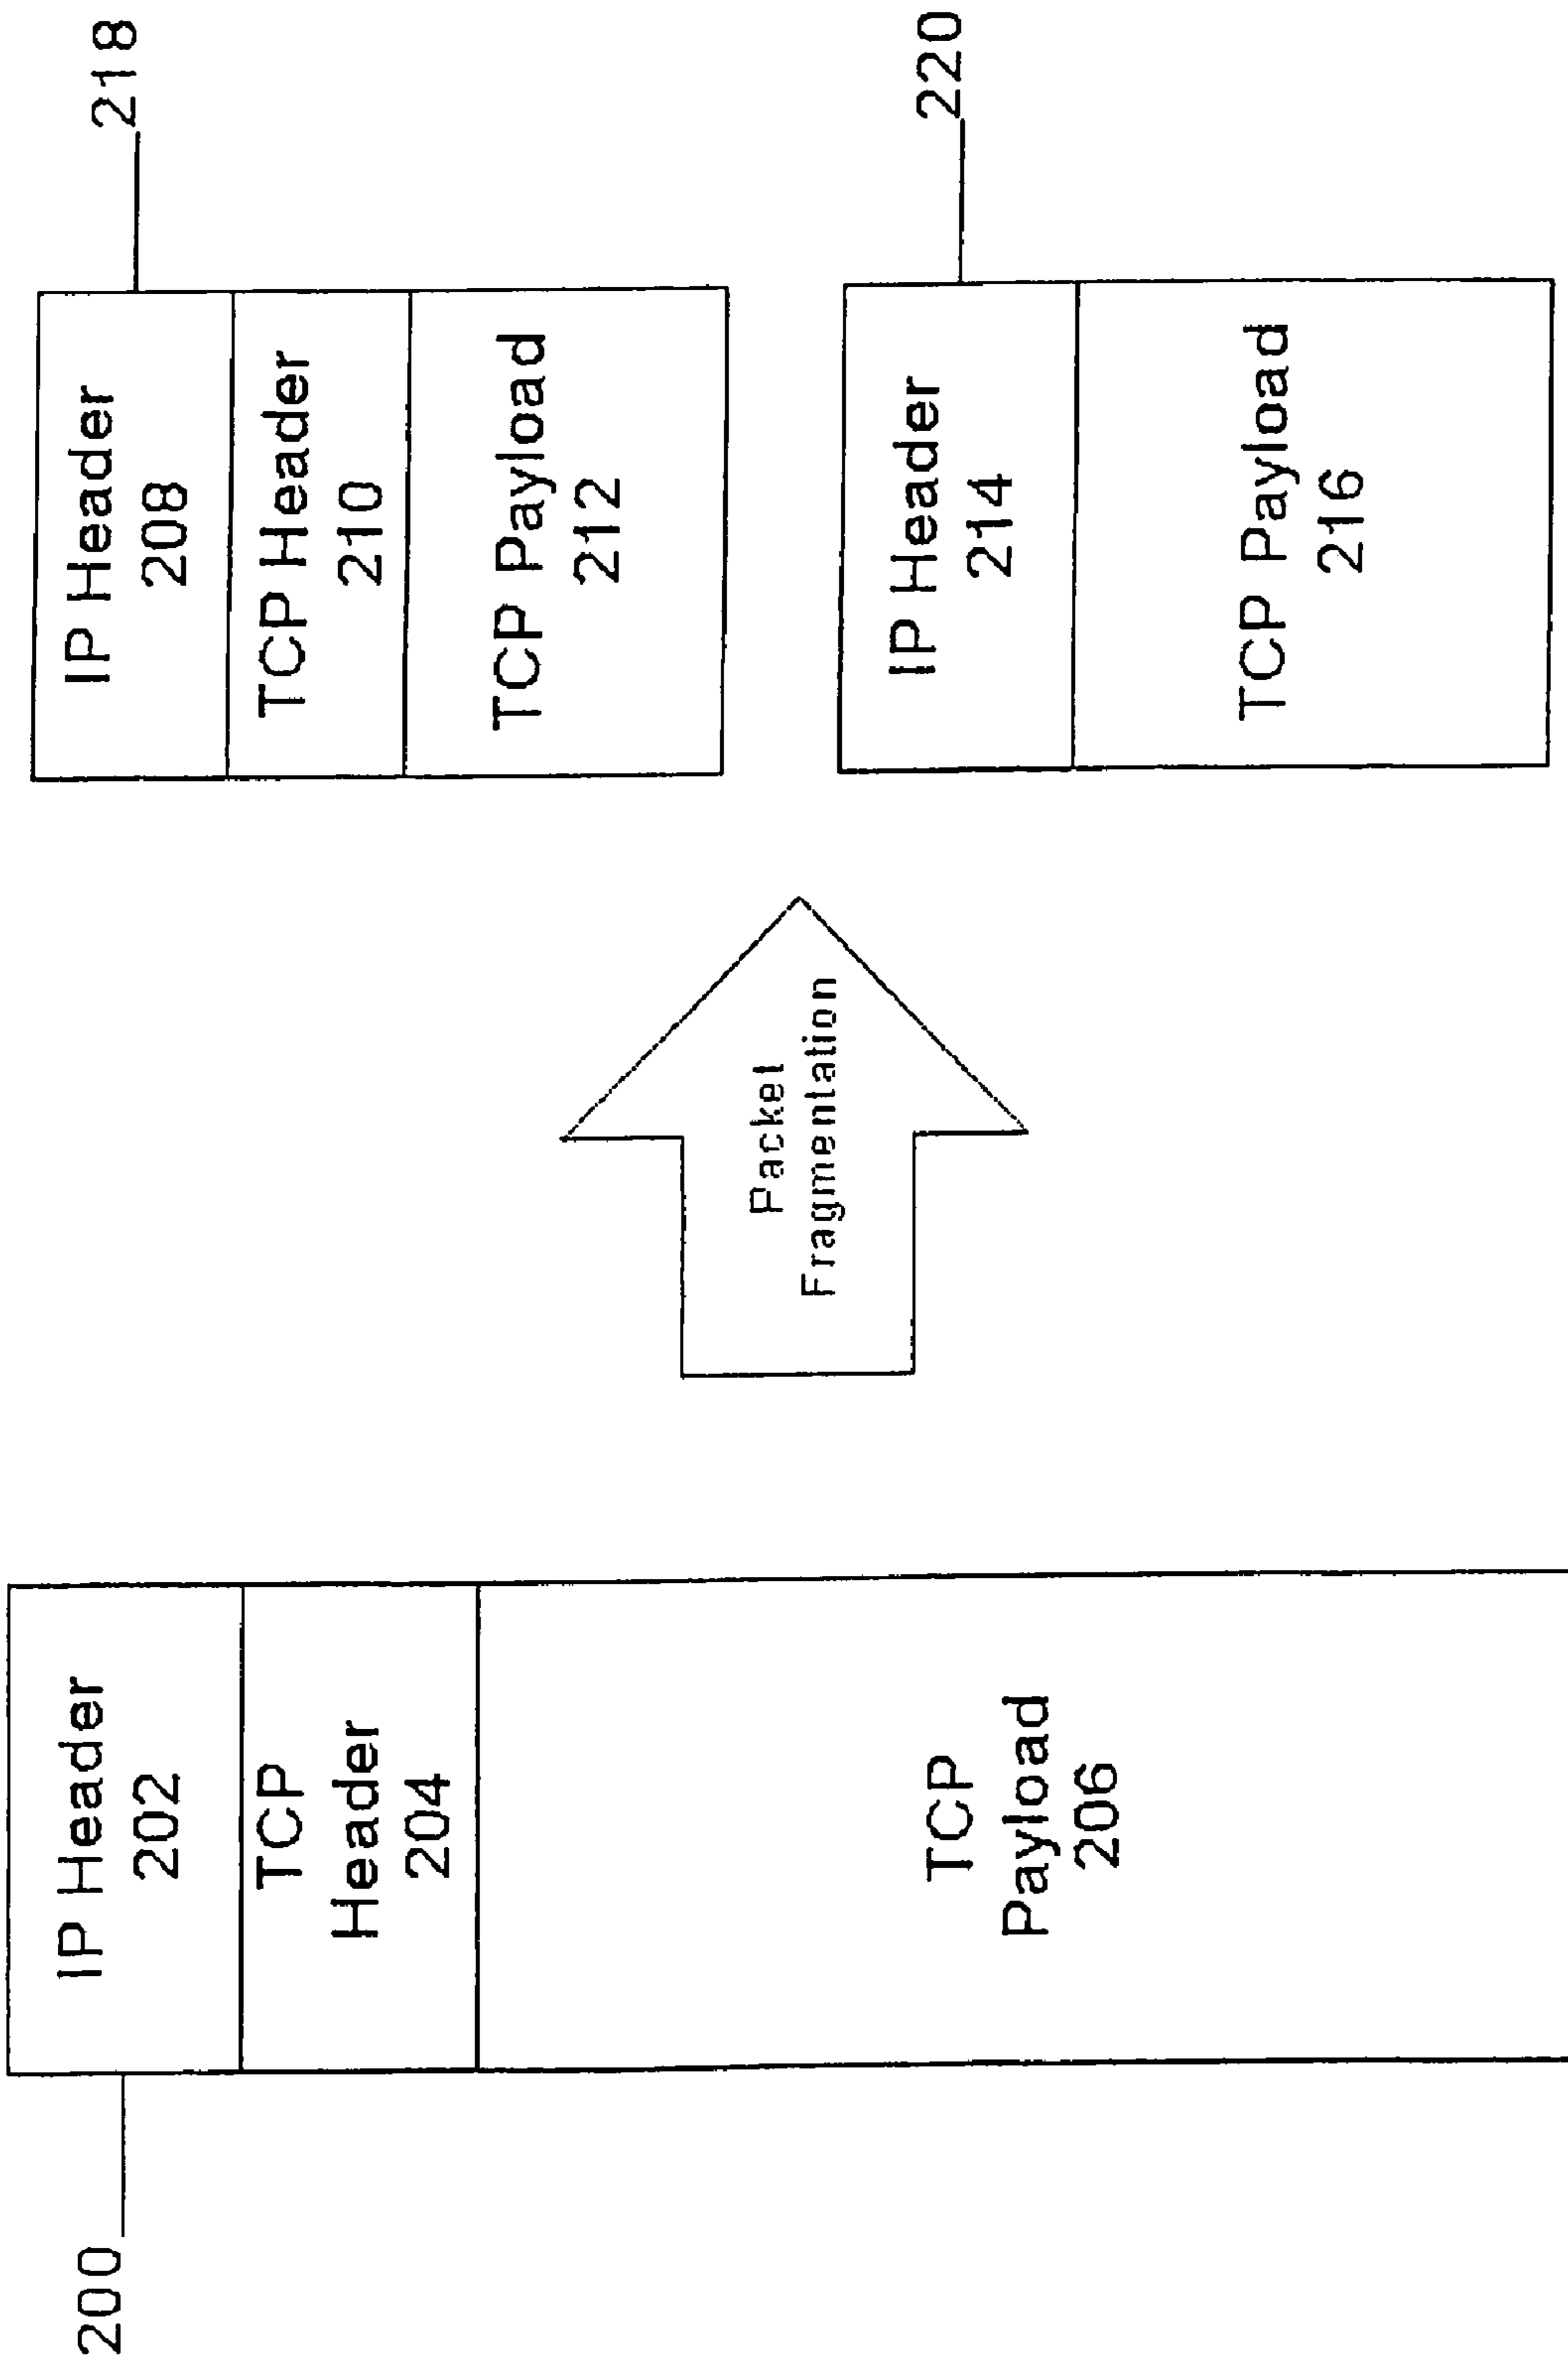 200
IP Header
202
TCP
Header
204
TCP
Payload
206
Packet
Fragmentation
218
IP Header
208
TCP Header
210
TCP Payload
212
220
IP Header
214
TCP Payload
216